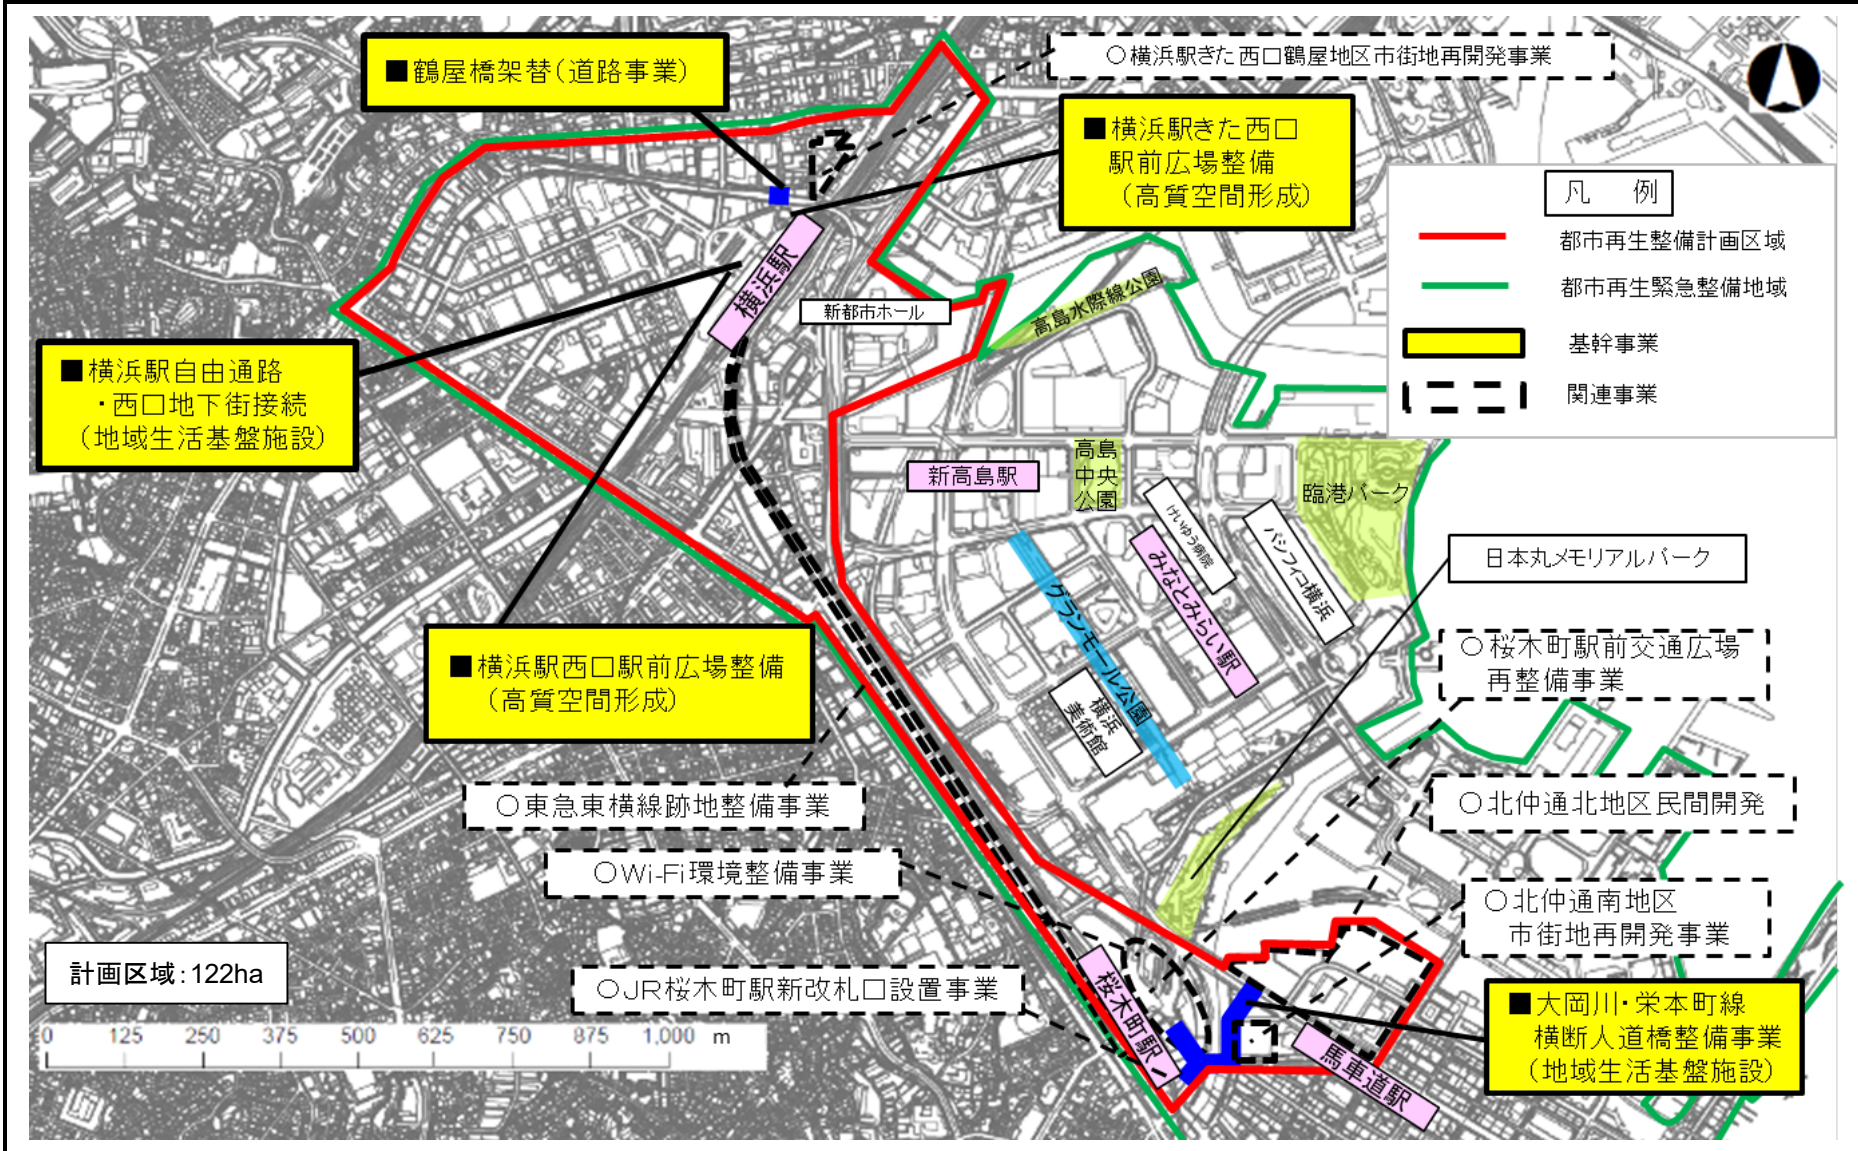 ■鶴屋橋架替(道路事業)
○横浜駅きた西口鶴屋地区市街地再開発事業
■横浜駅きた西口
駅前広場整備
(高質空間形成)
凡　例
都市再生整備計画区域
都市再生緊急整備地域
基幹事業
関連事業
横浜駅
新都市ホール
高島水際線公園
■横浜駅自由通路
・西口地下街接続
(地域生活基盤施設)
新高島駅
高島
中央
公園
けいゆう病院
パシフィコ横浜
臨港パーク
みなとみらい駅
グランモール公園
横浜
美術館
日本丸メモリアルパーク
■横浜駅西口駅前広場整備
(高質空間形成)
○桜木町駅前交通広場
再整備事業
○東急東横線跡地整備事業
○北仲通北地区民間開発
○Wi-Fi環境整備事業
○北仲通南地区
市街地再開発事業
計画区域：122ha
○JR桜木町駅新改札口設置事業
桜木町駅
馬車道駅
■大岡川・栄本町線
横断人道橋整備事業
(地域生活基盤施設)
0 125 250 375 500 625 750 875 1,000 m